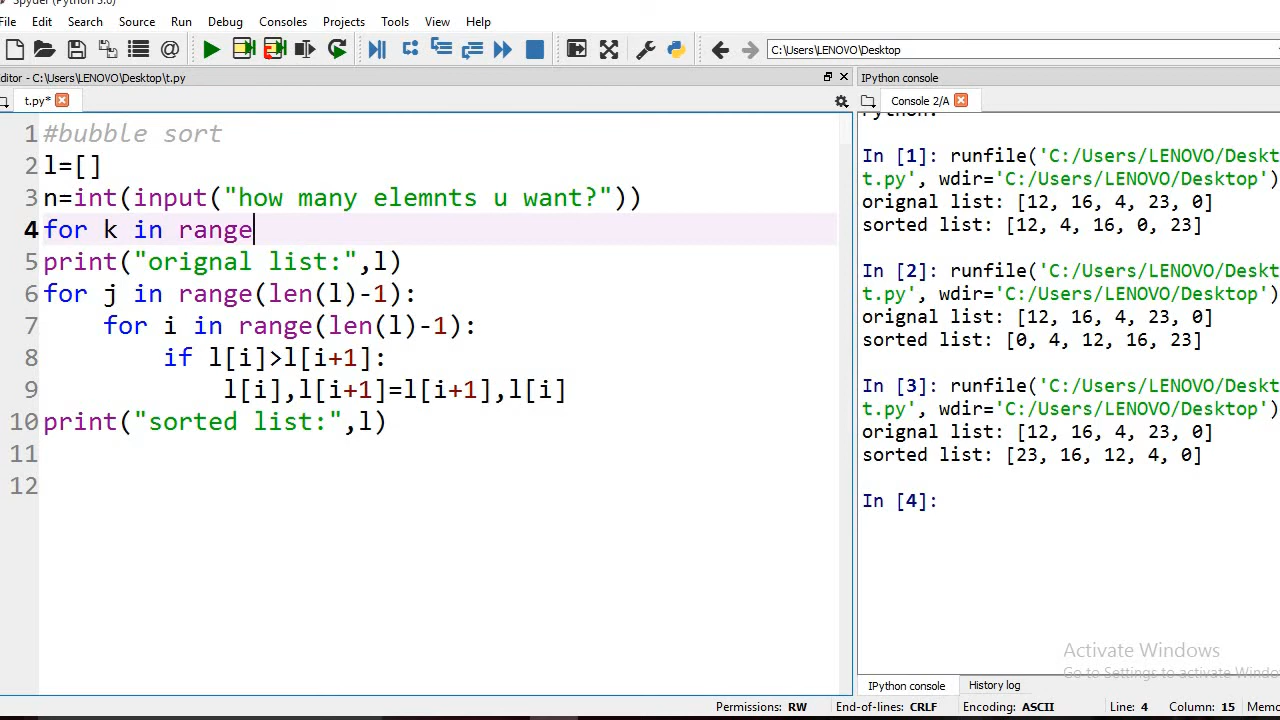 Spyder (Python 3.6)
File Edit Search Source Run Debug Consoles Projects Tools View Help
C:\Users\LENOVO\Desktop
Editor - C:\Users\LENOVO\Desktop\t.py
IPython console
t.py*
Console 2/A
1 #bubble sort
2 l=[]
3 n=int(input("how many elemnts u want?"))
4 for k in range
5 print("orignal list:",l)
6 for j in range(len(l)-1):
7     for i in range(len(l)-1):
8         if l[i]>l[i+1]:
9             l[i],l[i+1]=l[i+1],l[i]
10 print("sorted list:",l)
11
12
In [1]: runfile('C:/Users/LENOVO/Deskt
t.py', wdir='C:/Users/LENOVO/Desktop')
orignal list: [12, 16, 4, 23, 0]
sorted list: [12, 4, 16, 0, 23]
In [2]: runfile('C:/Users/LENOVO/Deskt
t.py', wdir='C:/Users/LENOVO/Desktop')
orignal list: [12, 16, 4, 23, 0]
sorted list: [0, 4, 12, 16, 23]
In [3]: runfile('C:/Users/LENOVO/Deskt
t.py', wdir='C:/Users/LENOVO/Desktop')
orignal list: [12, 16, 4, 23, 0]
sorted list: [23, 16, 12, 4, 0]
In [4]:
Activate Windows
Go to Settings to activate Windo
IPython console History log
Permissions: RW End-of-lines: CRLF Encoding: ASCII Line: 4 Column: 15 Memo